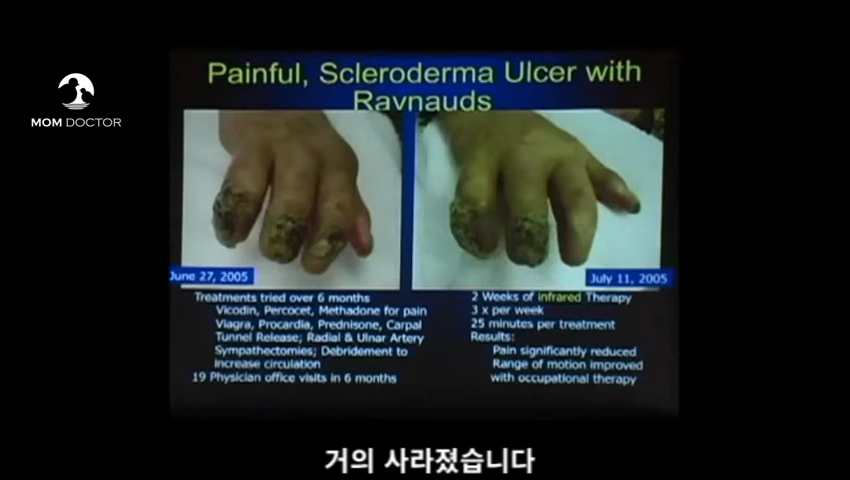 Painful, Scleroderma Ulcer with
Raynauds
MOM DOCTOR
June 27, 2005
July 11, 2005
Treatments tried over 6 months
Vicodin, Percocet, Methadone for pain
Viagra, Procardia, Prednisone, Carpal
Tunnel Release; Radial & Ulnar Artery
Sympathectomies; Debridement to
increase circulation
19 Physician office visits in 6 months
2 Weeks of infrared Therapy
3 x per week
25 minutes per treatment
Results:
Pain significantly reduced
Range of motion improved
with occupational therapy
거의 사라졌습니다